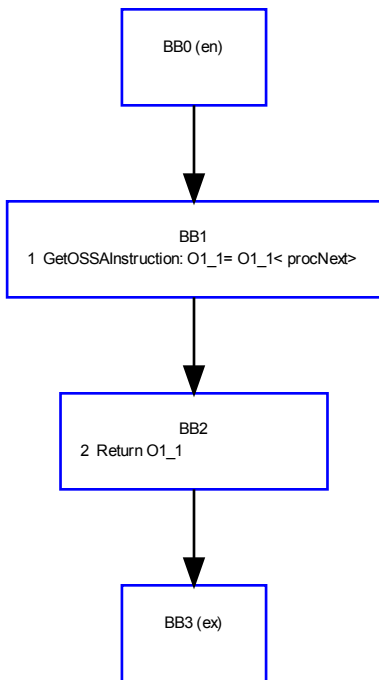 BB0 (en)
BB1
1 GetOSSAInstruction: O1_1= O1_1< procNext>
BB2
2 Return O1_1
BB3 (ex)